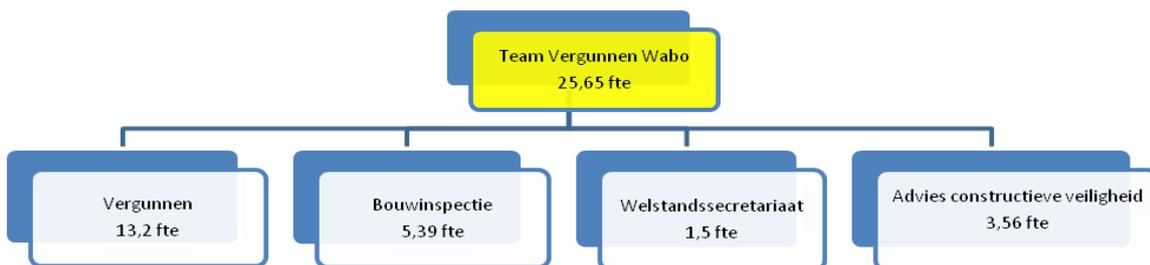 Team Vergunnen Wabo
25,65 fte
Vergunnen
13,2 fte
Bouwinspectie
5,39 fte
Welstandssecretariaat
1,5 fte
Advies constructieve veiligheid
3,56 fte